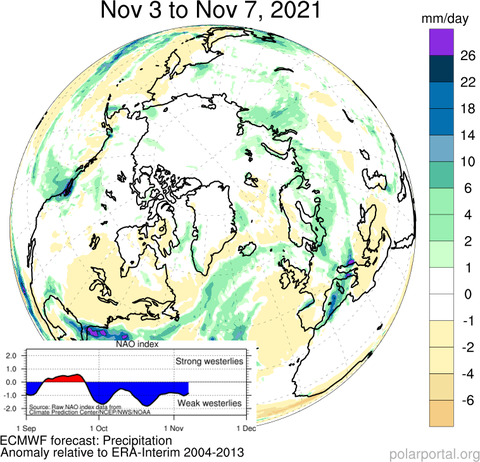 Nov 3 to Nov 7, 2021
mm/day
26
22
18
14
10
6
4
2
1
0
-1
-2
-4
-6
NAO index
2.0
1.0
0.0
-1.0
-2.0
Strong westerlies
Weak westerlies
Source: Raw NAO index data from
Climate Prediction Center/NCEP/NWS/NOAA
1 Sep
1 Oct
1 Nov
1 Dec
ECMWF forecast: Precipitation
Anomaly relative to ERA-Interim 2004-2013
polarportal.org